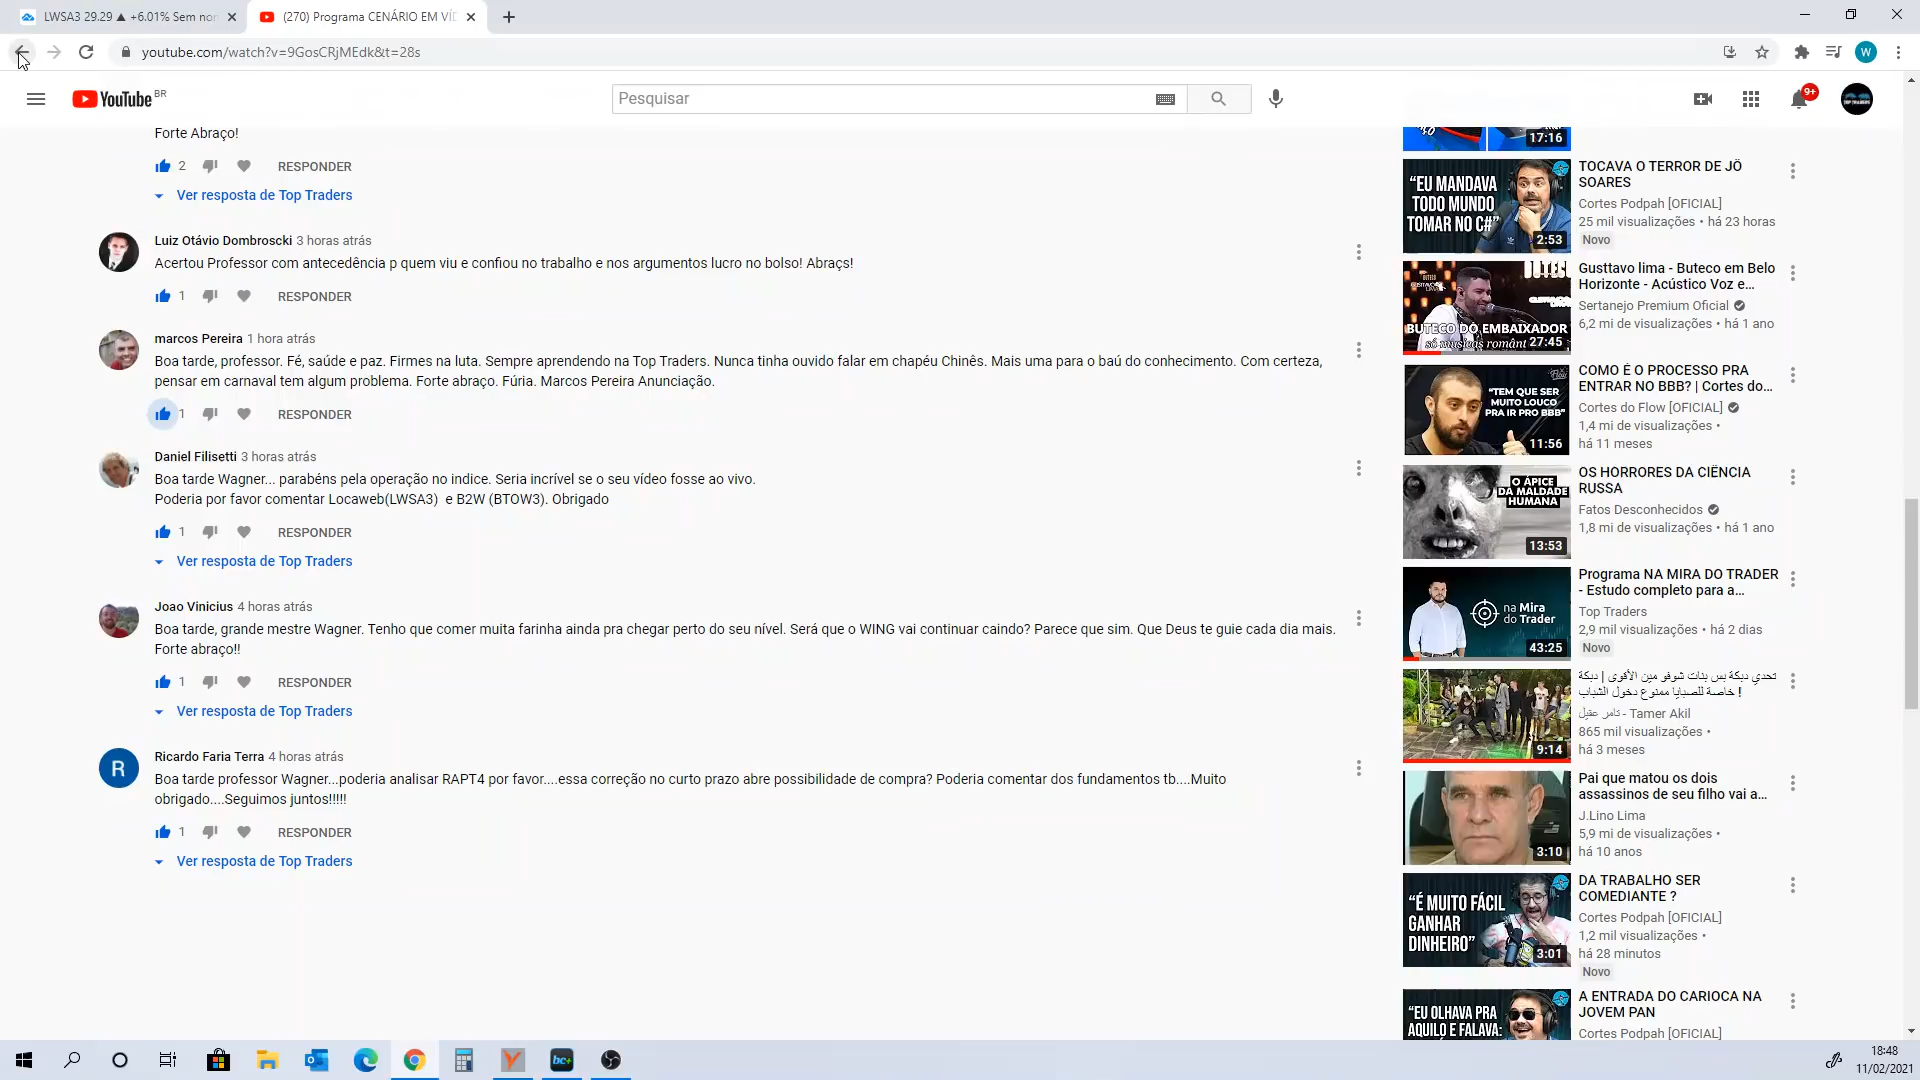 LWSA3 29.29 ▲ +6.01% Sem nom
(270) Programa CENÁRIO EM VÍD
youtube.com/watch?v=9GosCRjMEdk&t=28s
W
YouTube BR
Pesquisar
9+
TOP TRADERS
Forte Abraço!
2 RESPONDER
Ver resposta de Top Traders
Luiz Otávio Dombroscki 3 horas atrás
Acertou Professor com antecedência p quem viu e confiou no trabalho e nos argumentos lucro no bolso! Abraçs!
1 RESPONDER
marcos Pereira 1 hora atrás
Boa tarde, professor. Fé, saúde e paz. Firmes na luta. Sempre aprendendo na Top Traders. Nunca tinha ouvido falar em chapéu Chinês. Mais uma para o baú do conhecimento. Com certeza,
pensar em carnaval tem algum problema. Forte abraço. Fúria. Marcos Pereira Anunciação.
1 RESPONDER
Daniel Filisetti 3 horas atrás
Boa tarde Wagner... parabéns pela operação no indice. Seria incrível se o seu vídeo fosse ao vivo.
Poderia por favor comentar Locaweb(LWSA3) e B2W (BTOW3). Obrigado
1 RESPONDER
Ver resposta de Top Traders
Joao Vinicius 4 horas atrás
Boa tarde, grande mestre Wagner. Tenho que comer muita farinha ainda pra chegar perto do seu nível. Será que o WING vai continuar caindo? Parece que sim. Que Deus te guie cada dia mais.
Forte abraço!!
1 RESPONDER
Ver resposta de Top Traders
R
Ricardo Faria Terra 4 horas atrás
Boa tarde professor Wagner...poderia analisar RAPT4 por favor....essa correção no curto prazo abre possibilidade de compra? Poderia comentar dos fundamentos tb....Muito
obrigado....Seguimos juntos!!!!!
1 RESPONDER
Ver resposta de Top Traders
17:16
"EU MANDAVA
TODO MUNDO
TOMAR NO C#"
2:53
TOCAVA O TERROR DE JÔ
SOARES
Cortes Podpah [OFICIAL]
25 mil visualizações • há 23 horas
Novo
BUTECO DO EMBAIXADOR
só musicas românt
27:45
Gusttavo lima - Buteco em Belo
Horizonte - Acústico Voz e...
Sertanejo Premium Oficial
6,2 mi de visualizações • há 1 ano
"TEM QUE SER
MUITO LOUCO
PRA IR PRO BBB"
11:56
COMO É O PROCESSO PRA
ENTRAR NO BBB? | Cortes do...
Cortes do Flow [OFICIAL]
1,4 mi de visualizações •
há 11 meses
O ÁPICE
DA MALDADE
HUMANA
13:53
OS HORRORES DA CIÊNCIA
RUSSA
Fatos Desconhecidos
1,8 mi de visualizações • há 1 ano
na Mira
do Trader
43:25
Programa NA MIRA DO TRADER
- Estudo completo para a...
Top Traders
2,9 mil visualizações • há 2 dias
Novo
9:14
تحدي دبكة بس بنات شوفو مين الأقوى | دبكة
خاصة للصبايا ممنوع دخول الشباب !
تامر عقيل - Tamer Akil
865 mil visualizações •
há 3 meses
3:10
Pai que matou os dois
assassinos de seu filho vai a...
J.Lino Lima
5,9 mi de visualizações •
há 10 anos
"É MUITO FÁCIL
GANHAR
DINHEIRO"
3:01
DA TRABALHO SER
COMEDIANTE ?
Cortes Podpah [OFICIAL]
1,2 mil visualizações •
há 28 minutos
Novo
"EU OLHAVA PRA
AQUILO E FALAVA:
A ENTRADA DO CARIOCA NA
JOVEM PAN
Cortes Podpah [OFICIAL]
bc+
18:48
11/02/2021